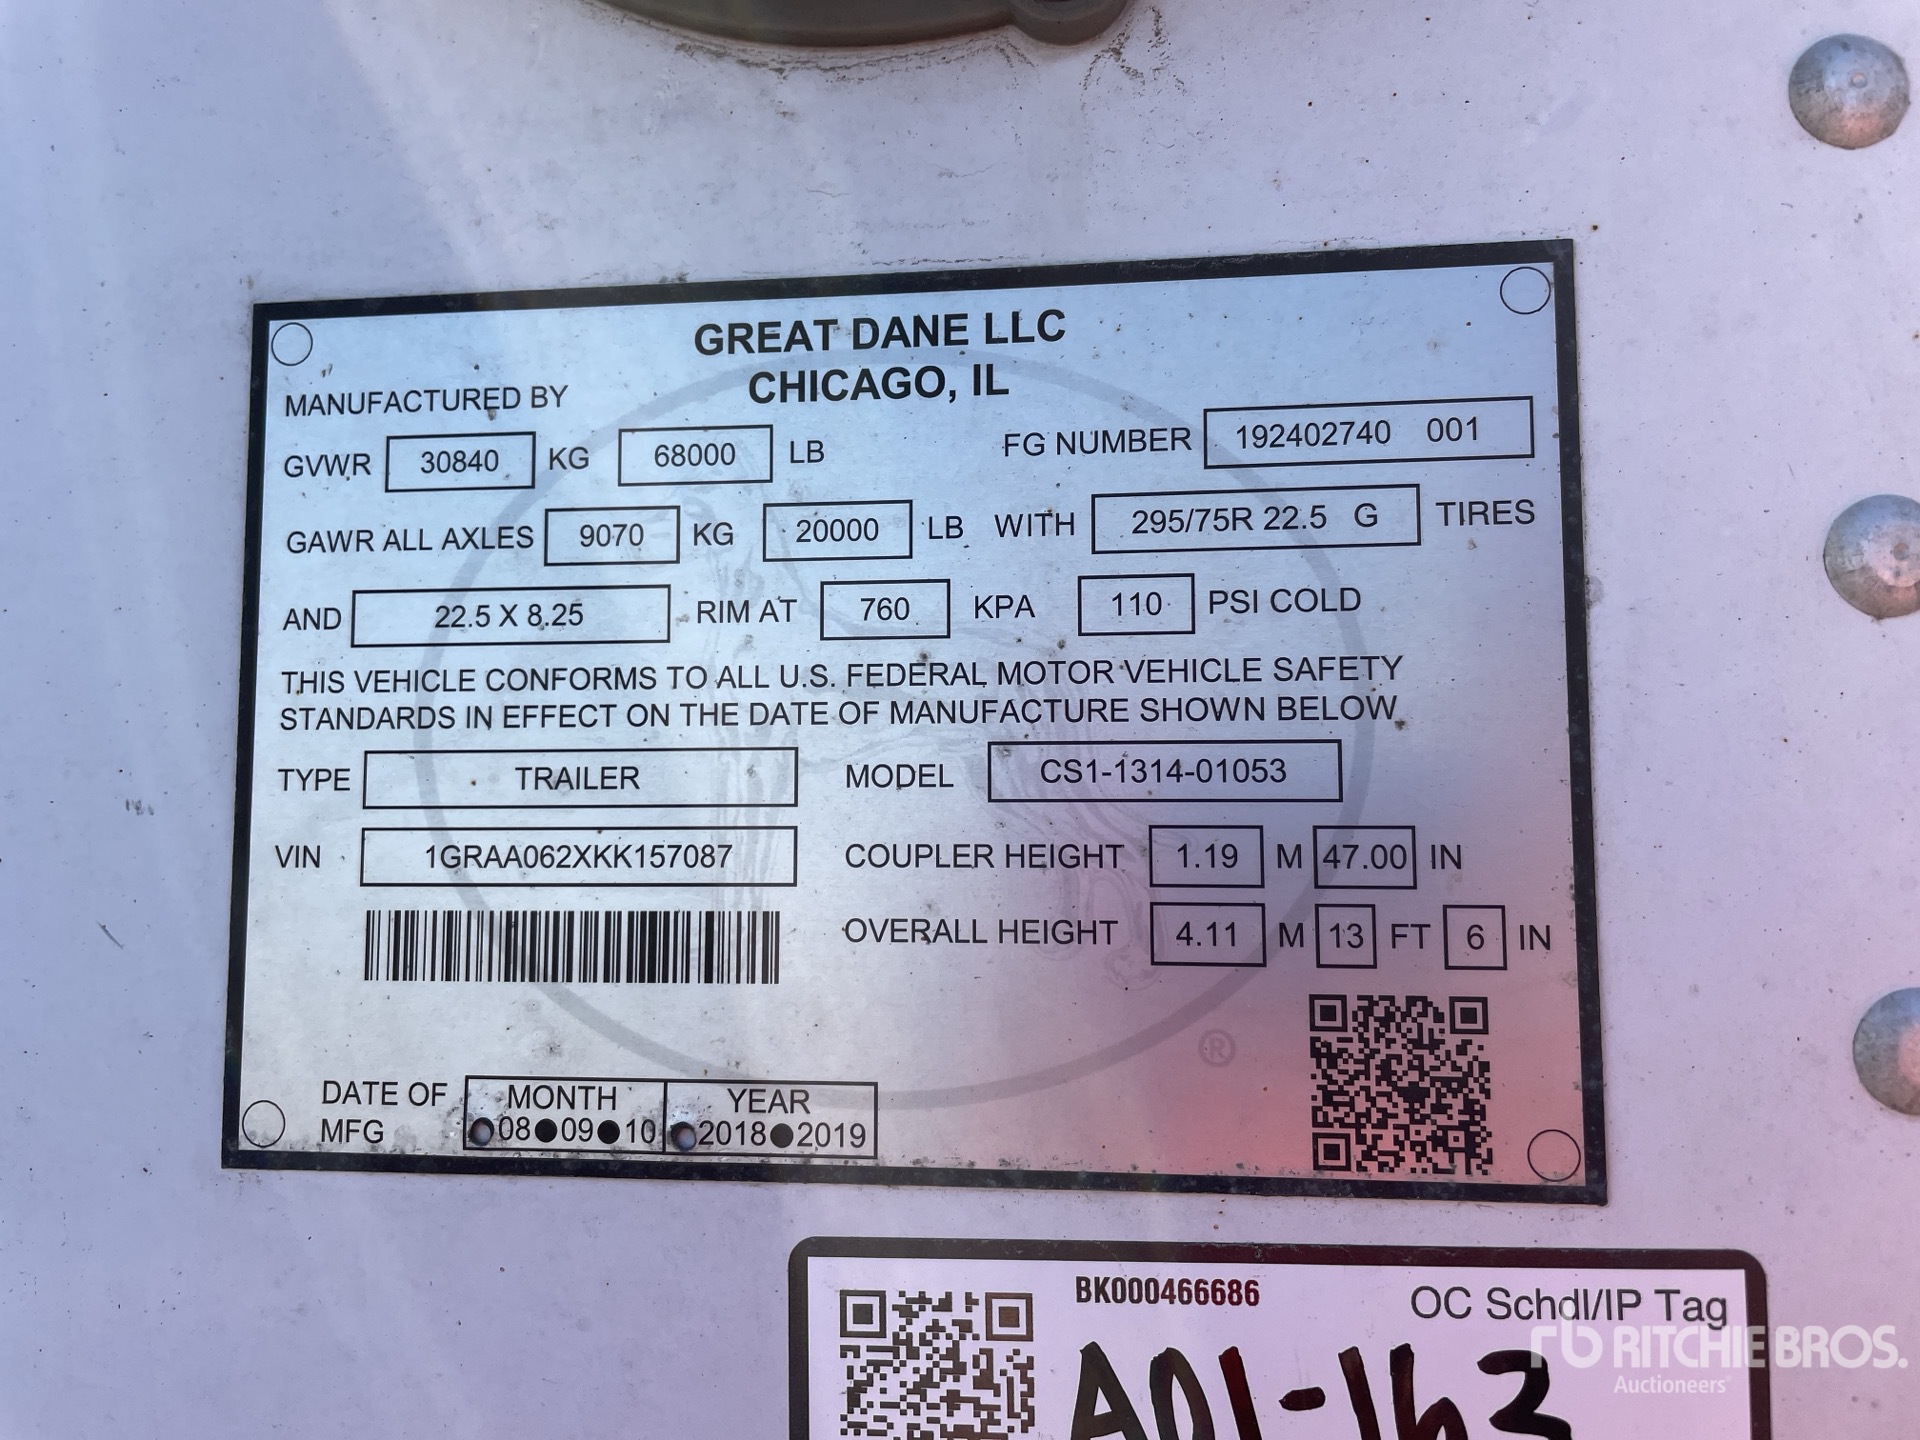 GREAT DANE LLC
MANUFACTURED BY CHICAGO, IL
GVWR 30840 KG 68000 LB FG NUMBER 192402740 001
GAWR ALL AXLES 9070 KG 20000 LB WITH 295/75R 22.5 G TIRES
AND 22.5 X 8.25 RIM AT 760 KPA 110 PSI COLD
THIS VEHICLE CONFORMS TO ALL U.S. FEDERAL MOTOR VEHICLE SAFETY
STANDARDS IN EFFECT ON THE DATE OF MANUFACTURE SHOWN BELOW
TYPE TRAILER MODEL CS1-1314-01053
VIN 1GRAA062XKK157087 COUPLER HEIGHT 1.19 M 47.00 IN
OVERALL HEIGHT 4.11 M 13 FT 6 IN
®
DATE OF MONTH YEAR
MFG 08 09 10 2018 2019
BK000466686 OC Schdl/IP Tag
A01-163
rb RITCHIE BROS.
Auctioneers